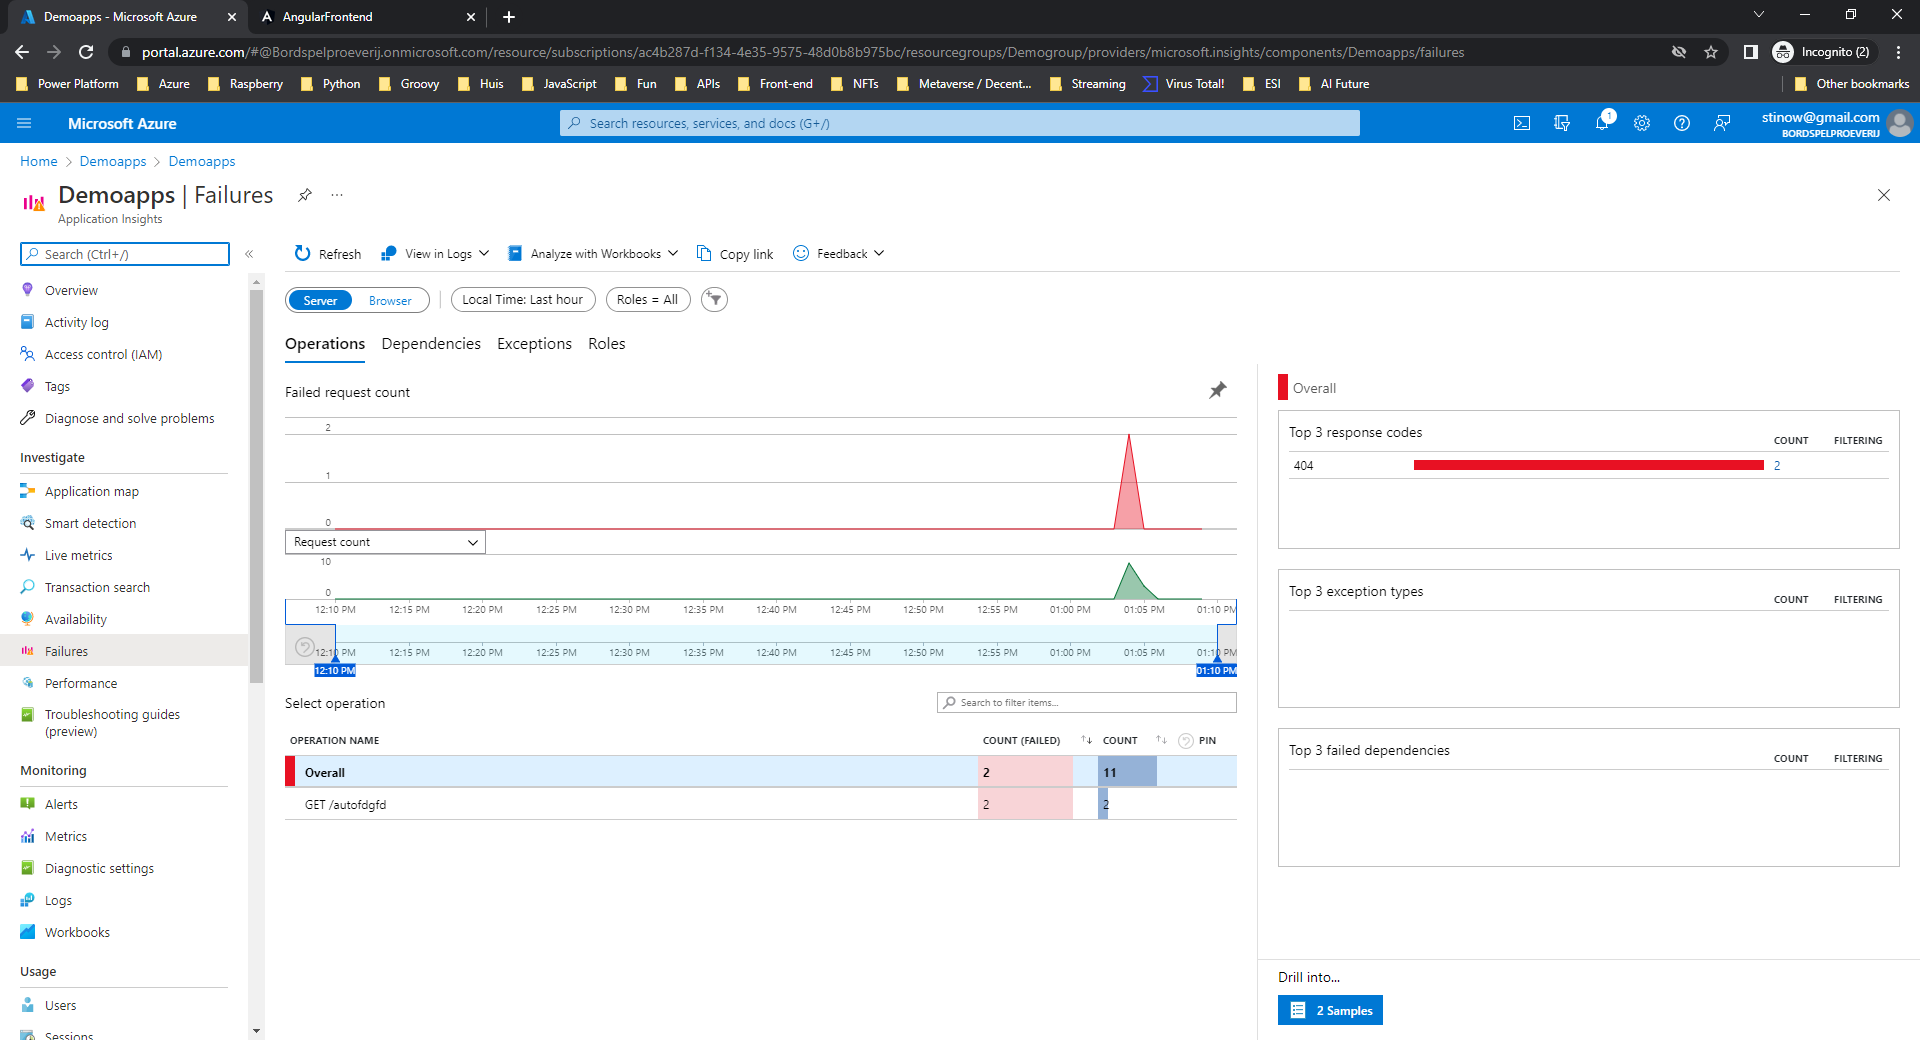 Demoapps - Microsoft Azure
AngularFrontend
portal.azure.com/#@Bordspelproeverij.onmicrosoft.com/resource/subscriptions/ac4b287d-f134-4e35-9575-48d0b8b975bc/resourcegroups/Demogroup/providers/microsoft.insights/components/Demoapps/failures
Incognito (2)
Power Platform Azure Raspberry Python Groovy Huis JavaScript Fun APIs Front-end NFTs Metaverse / Decent... Streaming Virus Total! ESI AI Future Other bookmarks
Microsoft Azure
Search resources, services, and docs (G+/)
1
stinow@gmail.com
BORDSPELPROEVERIJ
Home > Demoapps > Demoapps
Demoapps | Failures
Application Insights
Search (Ctrl+/)
Overview
Activity log
Access control (IAM)
Tags
Diagnose and solve problems
Investigate
Application map
Smart detection
Live metrics
Transaction search
Availability
Failures
Performance
Troubleshooting guides
(preview)
Monitoring
Alerts
Metrics
Diagnostic settings
Logs
Workbooks
Usage
Users
Sessions
Refresh View in Logs Analyze with Workbooks Copy link Feedback
Server Browser Local Time: Last hour Roles = All
Operations Dependencies Exceptions Roles
Failed request count
2
1
0
Request count
10
0
12:10 PM 12:15 PM 12:20 PM 12:25 PM 12:30 PM 12:35 PM 12:40 PM 12:45 PM 12:50 PM 12:55 PM 01:00 PM 01:05 PM 01:10 PM
12:10 PM 12:15 PM 12:20 PM 12:25 PM 12:30 PM 12:35 PM 12:40 PM 12:45 PM 12:50 PM 12:55 PM 01:00 PM 01:05 PM 01:10 PM
12:10 PM 01:10 PM
Select operation
Search to filter items...
OPERATION NAME COUNT (FAILED) COUNT PIN
Overall 2 11
GET /autofdgfd 2 2
Overall
Top 3 response codes
COUNT FILTERING
404 2
Top 3 exception types
COUNT FILTERING
Top 3 failed dependencies
COUNT FILTERING
Drill into...
2 Samples